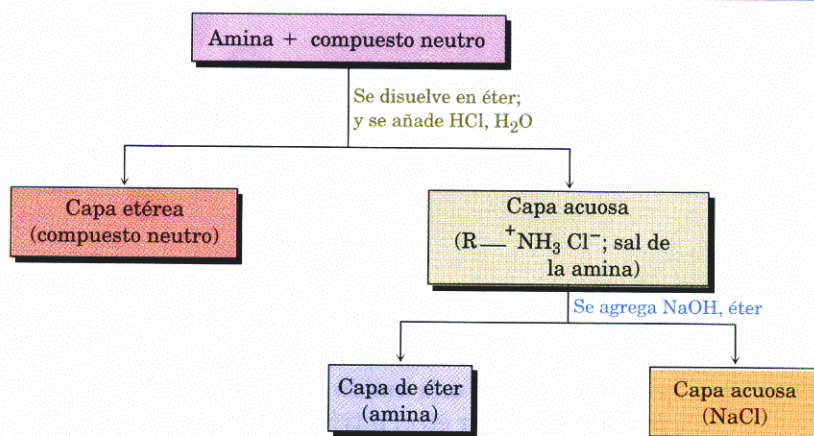 Amina + compuesto neutro
Se disuelve en éter;
y se añade HCl, H₂O
Capa etérea
(compuesto neutro)
Capa acuosa
(R—⁺NH₃ Cl⁻; sal de
la amina)
Se agrega NaOH, éter
Capa de éter
(amina)
Capa acuosa
(NaCl)